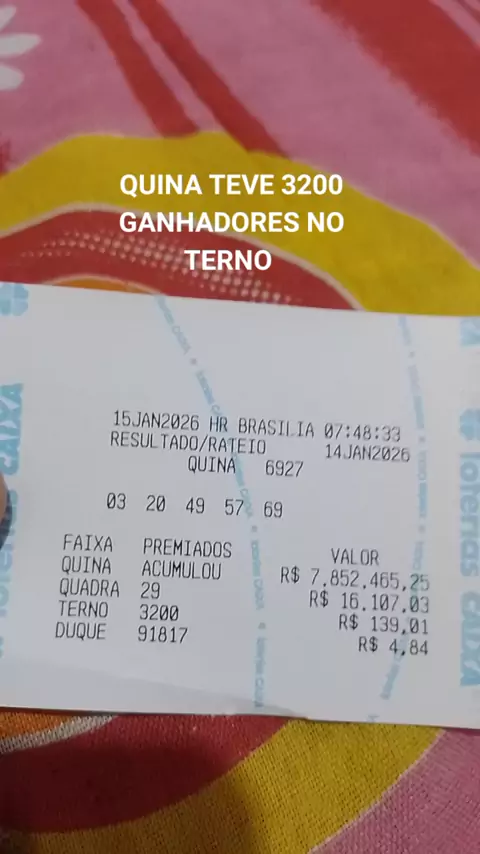 QUINA TEVE 3200
GANHADORES NO
TERNO
15JAN2026 HR BRASILIA 07:48:33
RESULTADO/RATEIO 14JAN2026
QUINA 6927
03 20 49 57 69
FAIXA PREMIADOS VALOR
QUINA ACUMULOU R$ 7.852.465,25
QUADRA 29 R$ 16.107,03
TERNO 3200 R$ 139,01
DUQUE 91817 R$ 4,84
loterias CAIXA
loterias CAIXA